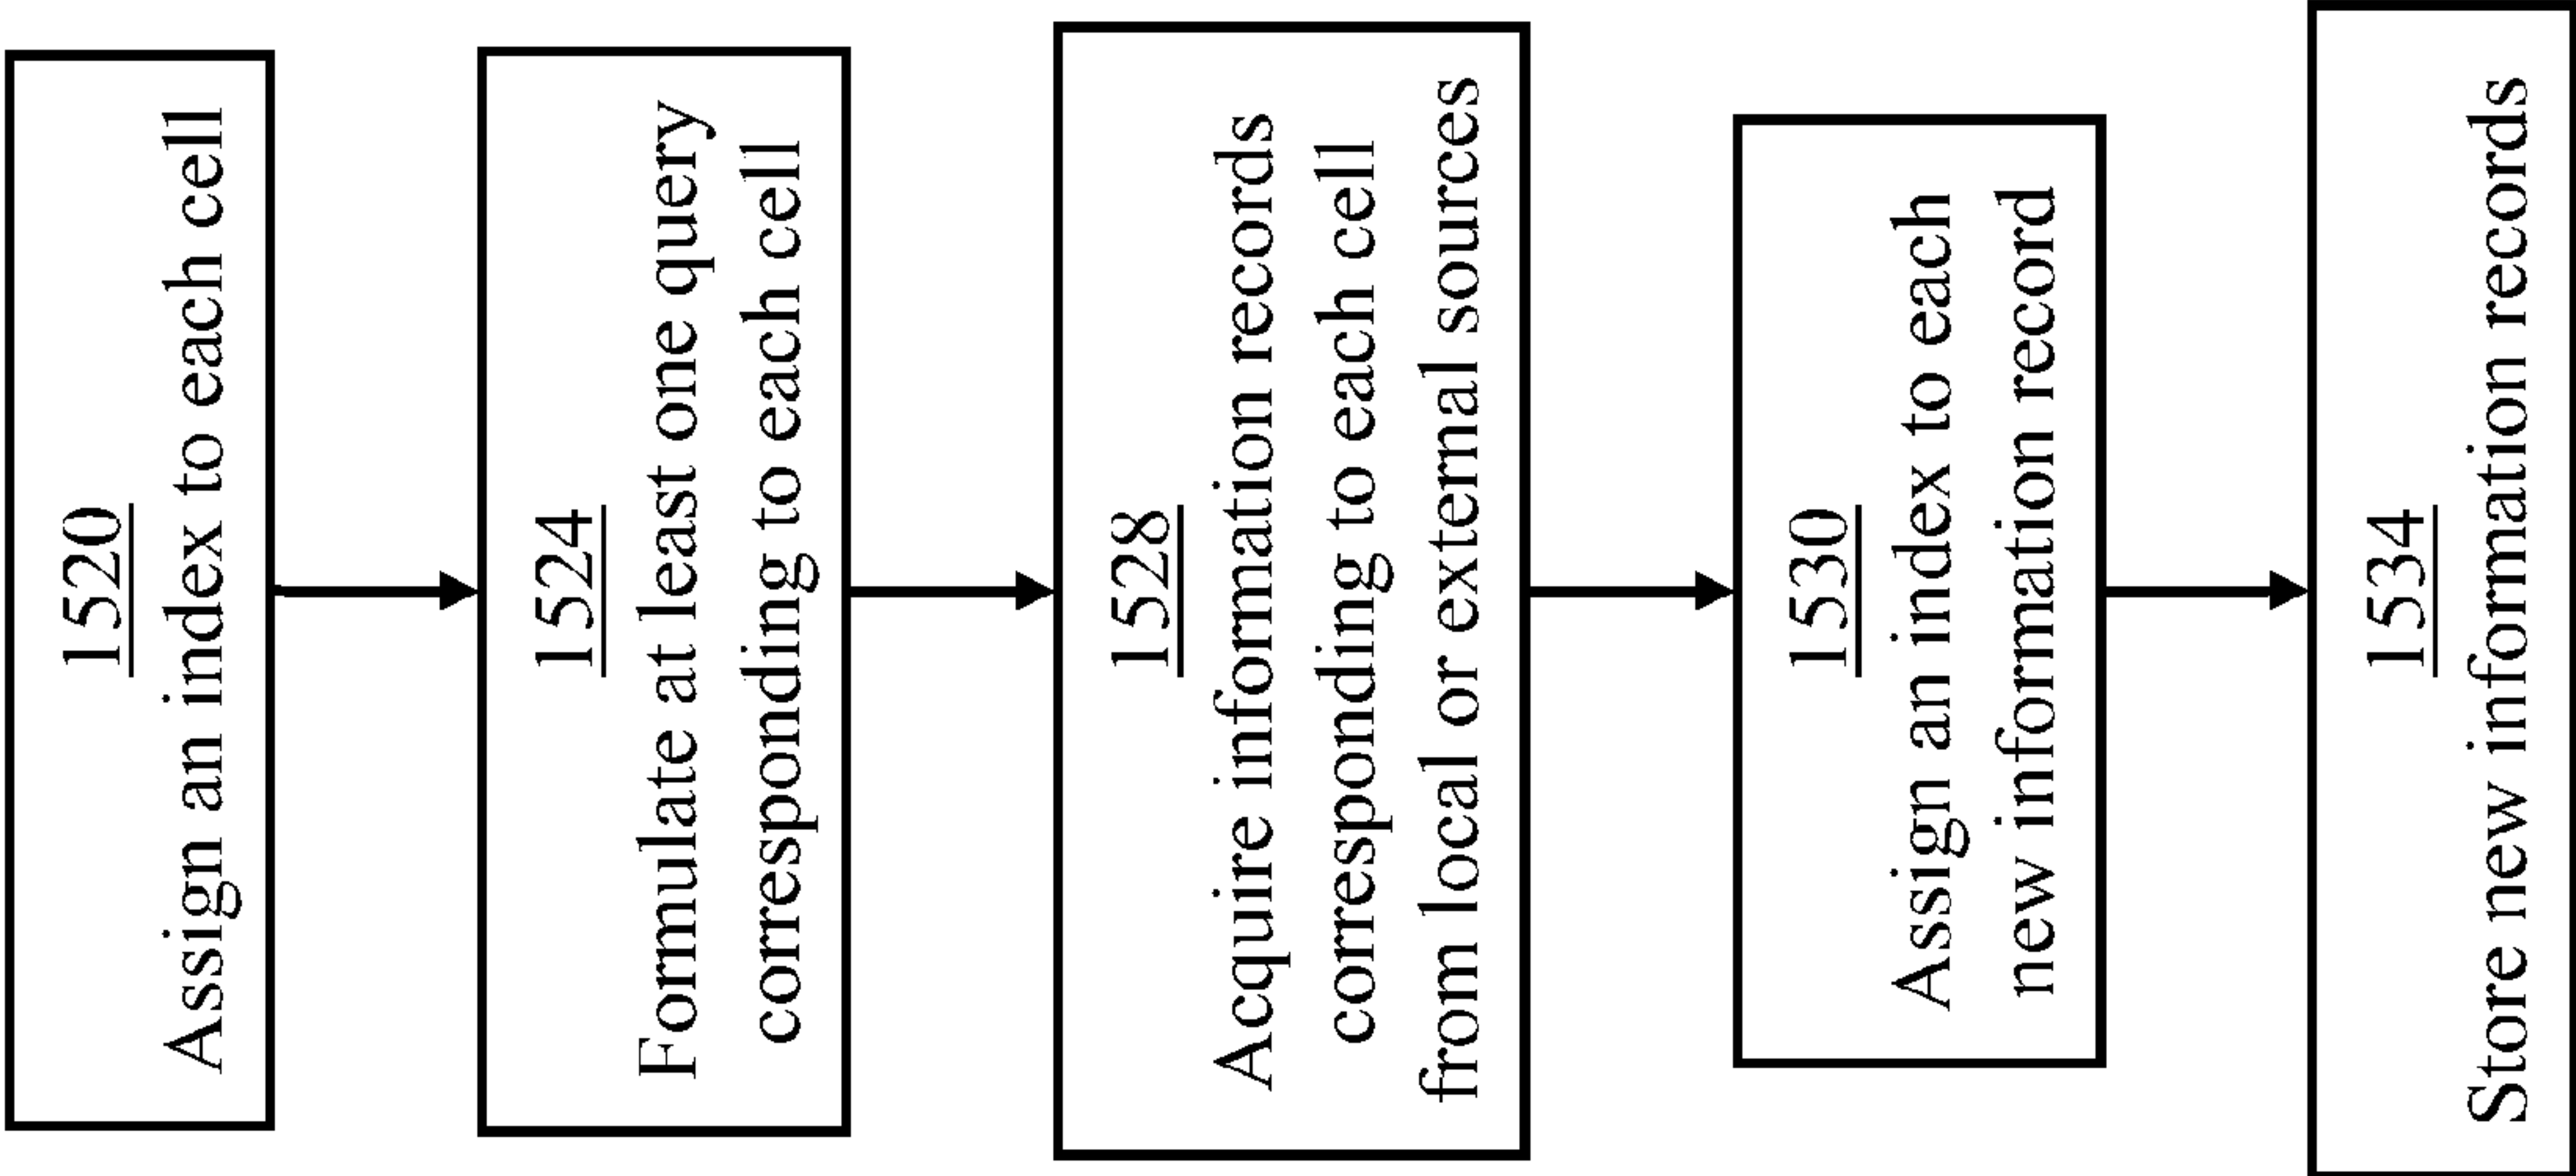 1520
Assign an index to each cell
1524
Formulate at least one query
corresponding to each cell
1528
Acquire information records
corresponding to each cell
from local or external sources
1530
Assign an index to each
new information record
1534
Store new information records